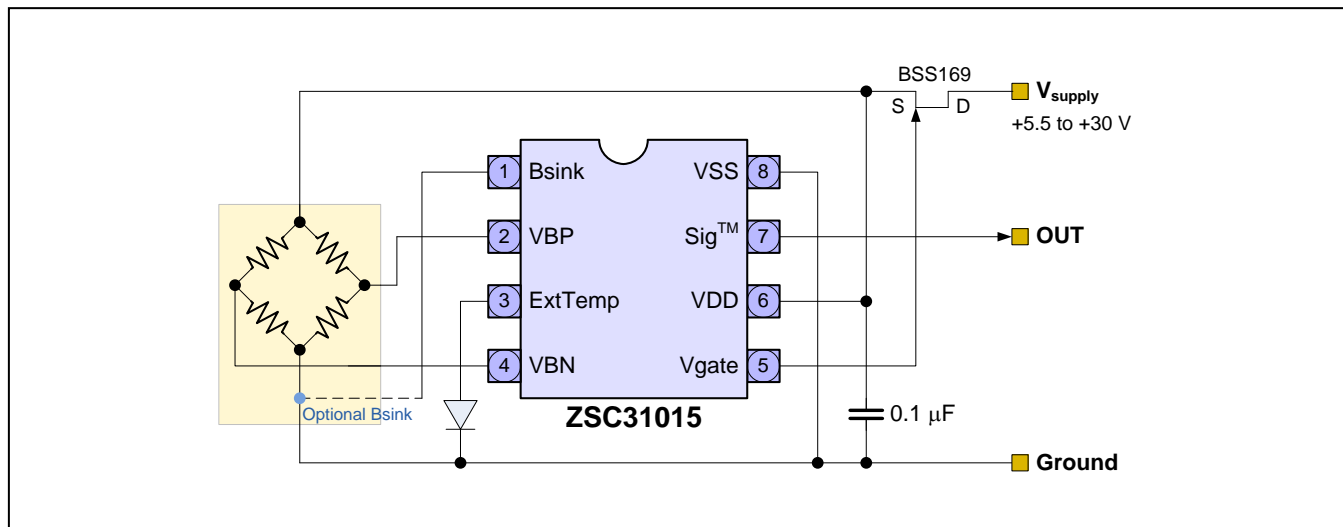 BSS169
S
D
V supply
+5.5 to +30 V
1
Bsink
VSS
8
2
VBP
Sig™
7
OUT
3
ExtTemp
VDD
6
4
VBN
Vgate
5
Optional Bsink
ZSC31015
0.1 μF
Ground